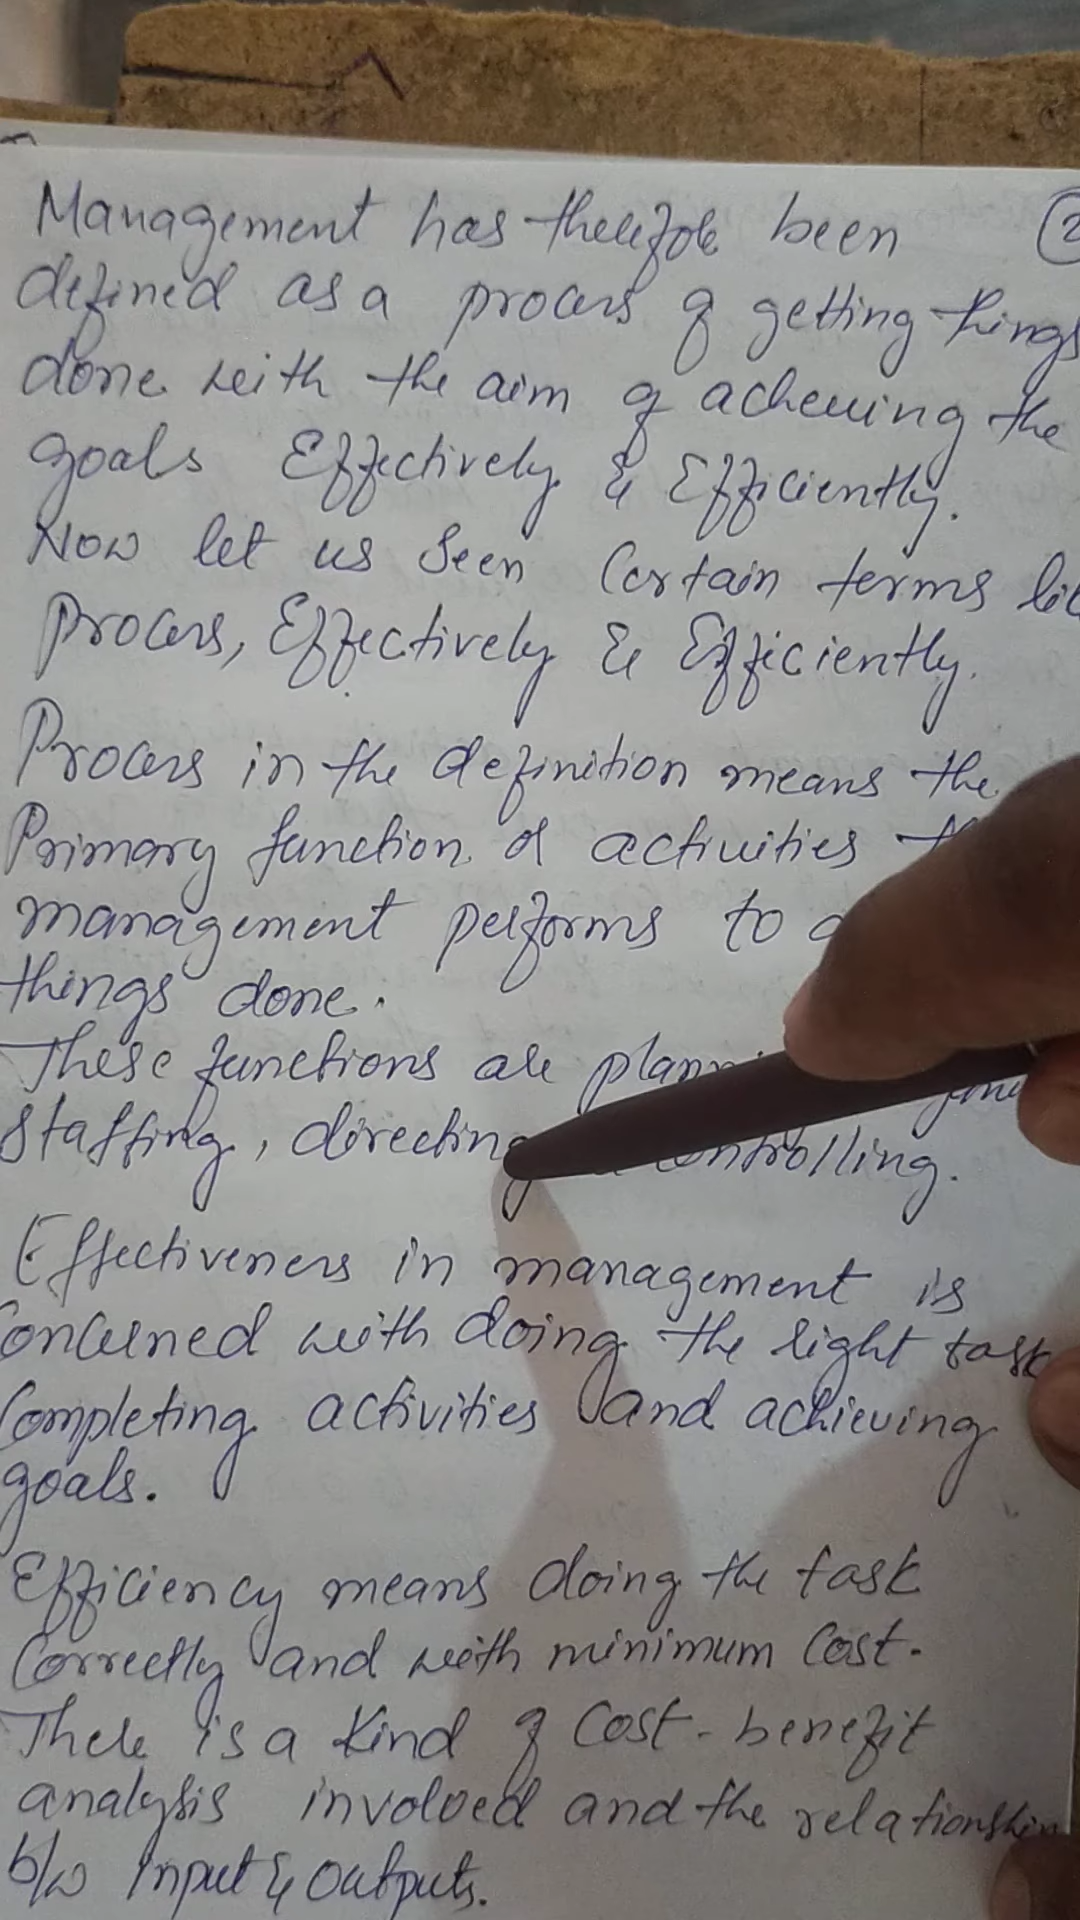 Management has therefore been
2
defined as a process of getting things
done with the aim of acheiving the
goals Effectively & Efficiently.
Now let us seen Certain terms
Process, Effectively & Efficiently.
Process in the definition means the
Primary function or activities
management performs to
things done.
These functions are
staffing, directing controlling.
Effectiveness in management is
Concerned with doing the right task
Completing activities and achieving
goals.
Efficiency means doing the task
Correctly and with minimum Cost.
There is a Kind of Cost-benefit
analysis involved and the relationship
b/w Input & outputs.